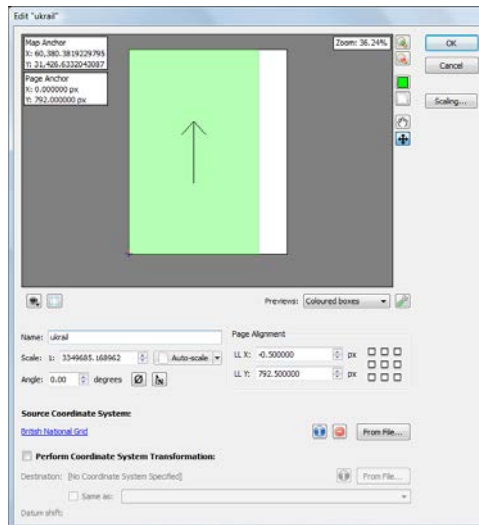 Edit "ukrail"
Map Anchor
X: 60,380.3819229795
Y: 31,426.6332043087
Page Anchor
X: 0.000000 px
Y: 792.000000 px
Zoom: 36.24%
OK
Cancel
Scaling...
Previews: Coloured boxes
Name: ukrail
Scale: 1: 3349685.168962 Auto-scale
Angle: 0.00 degrees
Page Alignment
LL X: -0.500000 px
LL Y: 792.500000 px
Source Coordinate System:
British National Grid
From File...
Perform Coordinate System Transformation:
Destination: [No Coordinate System Specified]
From File...
Same as:
Datum shift: